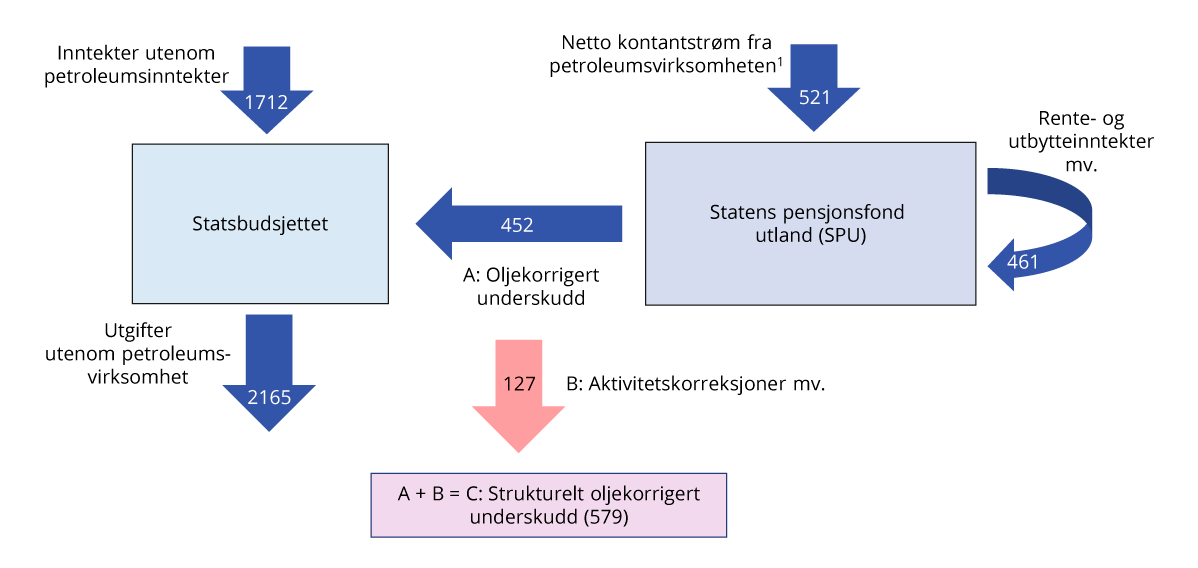 Inntekter utenom
petroleumsinntekter
1712
Netto kontantstrøm fra
petroleumsvirksomheten¹
521
Rente- og
utbytteinntekter
mv.
461
Statsbudsjettet
452
Statens pensjonsfond
utland (SPU)
A: Oljekorrigert
underskudd
Utgifter
utenom petroleums-
virksomhet
2165
127
B: Aktivitetskorreksjoner mv.
A + B = C: Strukturelt oljekorrigert
underskudd (579)